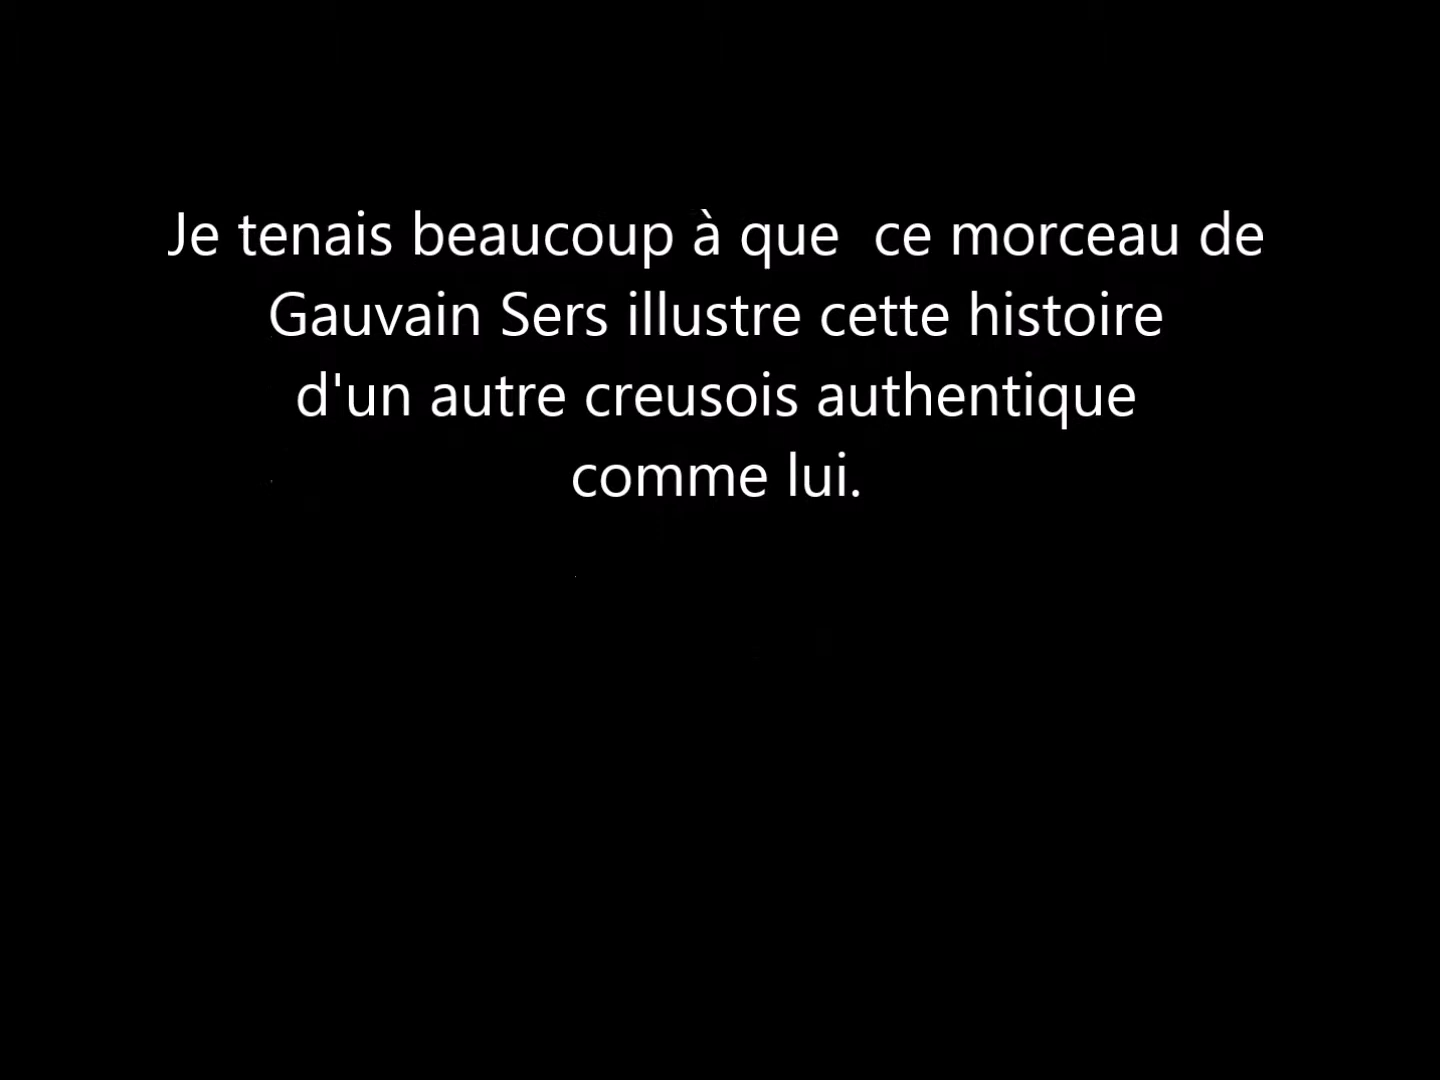 Je tenais beaucoup à que  ce morceau de
Gauvain Sers illustre cette histoire
d'un autre creusois authentique
comme lui.